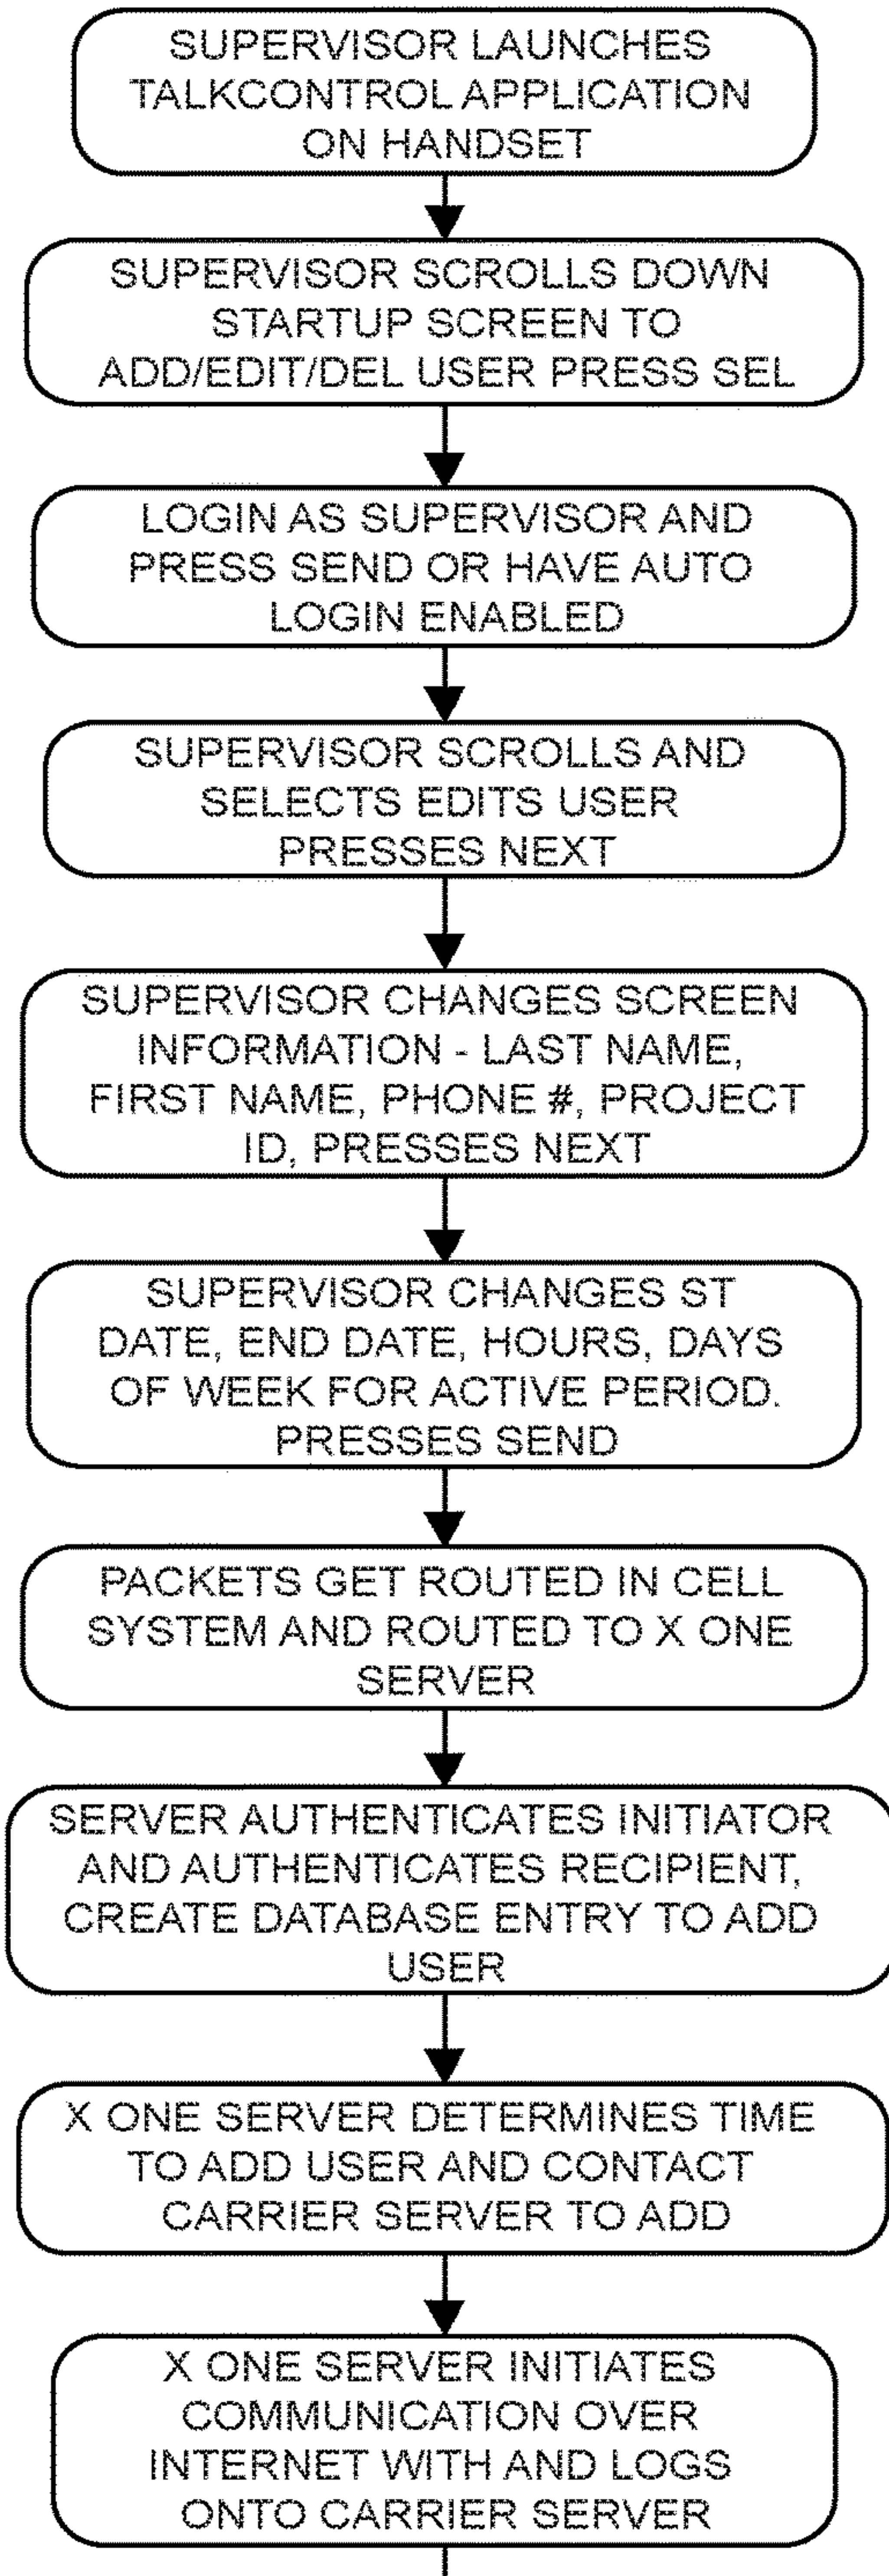 SUPERVISOR LAUNCHES
TALKCONTROL APPLICATION
ON HANDSET
SUPERVISOR SCROLLS DOWN
STARTUP SCREEN TO
ADD/EDIT/DEL USER PRESS SEL
LOGIN AS SUPERVISOR AND
PRESS SEND OR HAVE AUTO
LOGIN ENABLED
SUPERVISOR SCROLLS AND
SELECTS EDITS USER
PRESSES NEXT
SUPERVISOR CHANGES SCREEN
INFORMATION - LAST NAME,
FIRST NAME, PHONE #, PROJECT
ID, PRESSES NEXT
SUPERVISOR CHANGES ST
DATE, END DATE, HOURS, DAYS
OF WEEK FOR ACTIVE PERIOD.
PRESSES SEND
PACKETS GET ROUTED IN CELL
SYSTEM AND ROUTED TO X ONE
SERVER
SERVER AUTHENTICATES INITIATOR
AND AUTHENTICATES RECIPIENT,
CREATE DATABASE ENTRY TO ADD
USER
X ONE SERVER DETERMINES TIME
TO ADD USER AND CONTACT
CARRIER SERVER TO ADD
X ONE SERVER INITIATES
COMMUNICATION OVER
INTERNET WITH AND LOGS
ONTO CARRIER SERVER